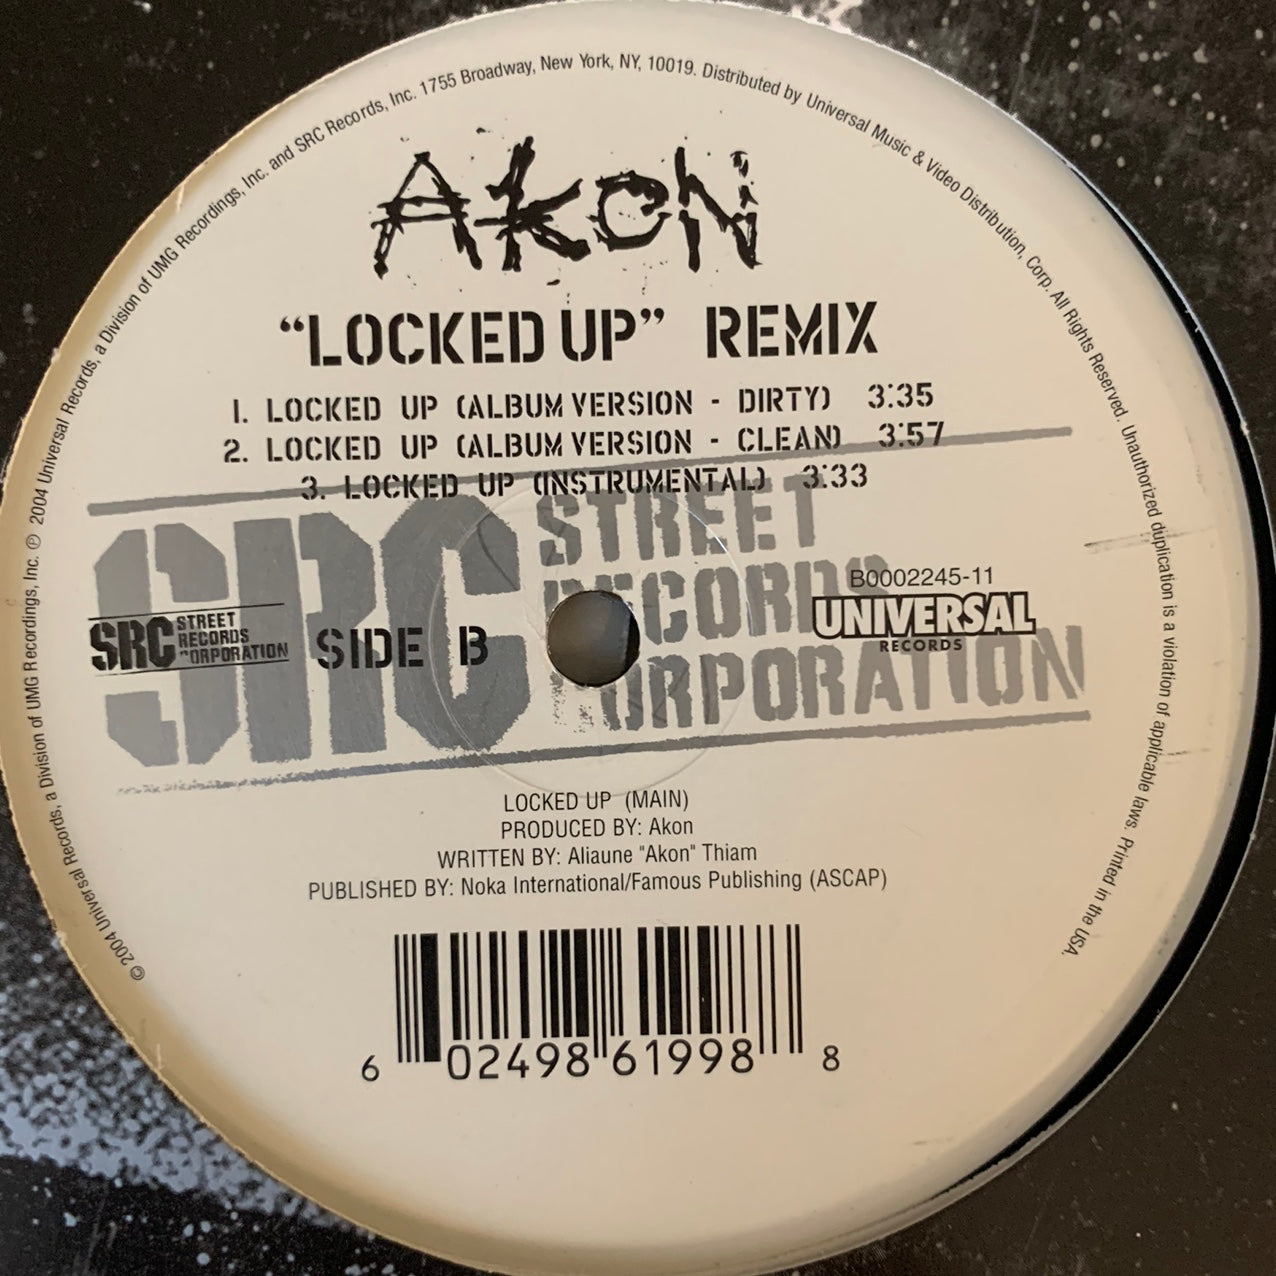 ℗ 2004 Universal Records, a Division of UMG Recordings, Inc. and SRC Records, Inc. 1755 Broadway, New York, NY, 10019. Distributed by Universal Music & Video Distribution, Corp. All Rights Reserved. Unauthorized duplication is a violation of applicable laws. Printed in the USA.
© 2004 Universal Records, a Division of UMG Recordings, Inc.
AkoN
“LOCKED UP” REMIX
1. LOCKED UP (ALBUM VERSION - DIRTY) 3:35
2. LOCKED UP (ALBUM VERSION - CLEAN) 3:57
3. LOCKED UP (INSTRUMENTAL) 3:33
SRC STREET
RECORDS
CORPORATION
SRC STREET
RECORDS
CORPORATION
SIDE B
B0002245-11
UNIVERSAL
RECORDS
LOCKED UP (MAIN)
PRODUCED BY: Akon
WRITTEN BY: Aliaune "Akon" Thiam
PUBLISHED BY: Noka International/Famous Publishing (ASCAP)
6 02498 61998 8